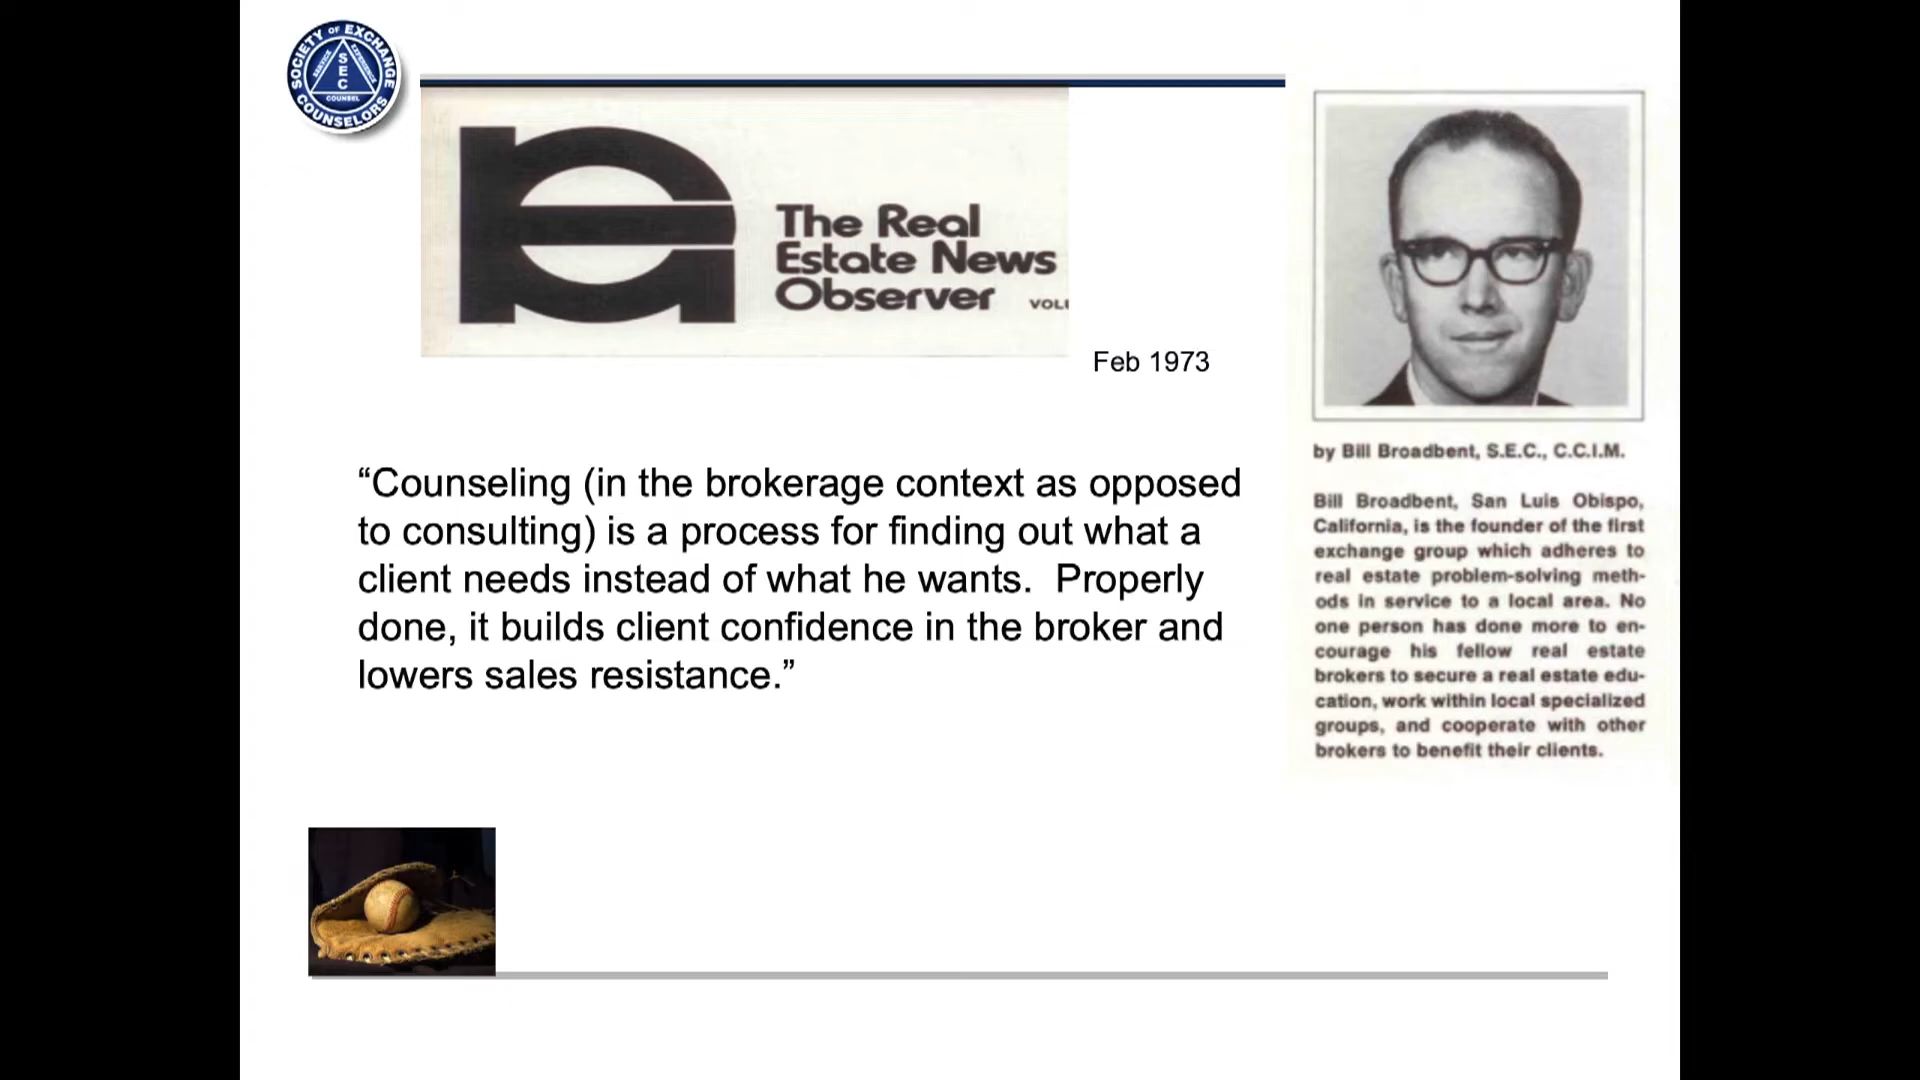 SOCIETY OF EXCHANGE
COUNSELORS
SERVICE
EXPERIENCE
S
E
C
COUNSEL
The Real
Estate News
Observer
Feb 1973
“Counseling (in the brokerage context as opposed
to consulting) is a process for finding out what a
client needs instead of what he wants.  Properly
done, it builds client confidence in the broker and
lowers sales resistance.”
by Bill Broadbent, S.E.C., C.C.I.M.
Bill Broadbent, San Luis Obispo,
California, is the founder of the first
exchange group which adheres to
real estate problem-solving meth-
ods in service to a local area. No
one person has done more to en-
courage his fellow real estate
brokers to secure a real estate edu-
cation, work within local specialized
groups, and cooperate with other
brokers to benefit their clients.